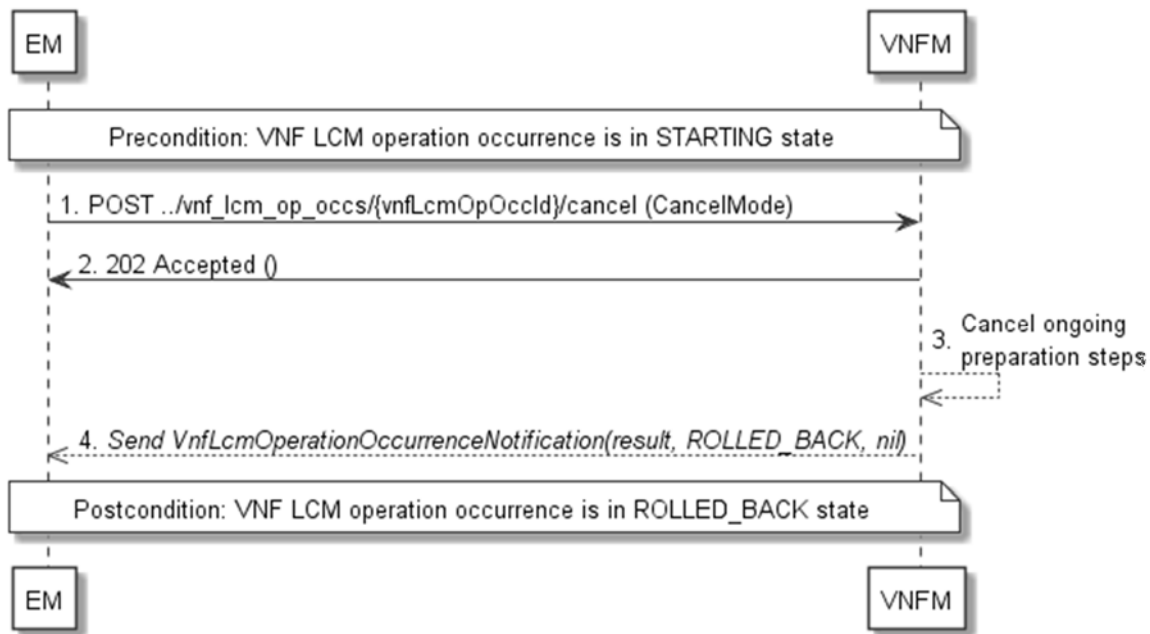 EM
VNFM
Precondition: VNF LCM operation occurrence is in STARTING state
1. POST ../vnf_lcm_op_occs/{vnfLcmOpOccId}/cancel (CancelMode)
2. 202 Accepted ()
3. Cancel ongoing
preparation steps
4. Send VnfLcmOperationOccurrenceNotification(result, ROLLED_BACK, nil)
Postcondition: VNF LCM operation occurrence is in ROLLED_BACK state
EM
VNFM